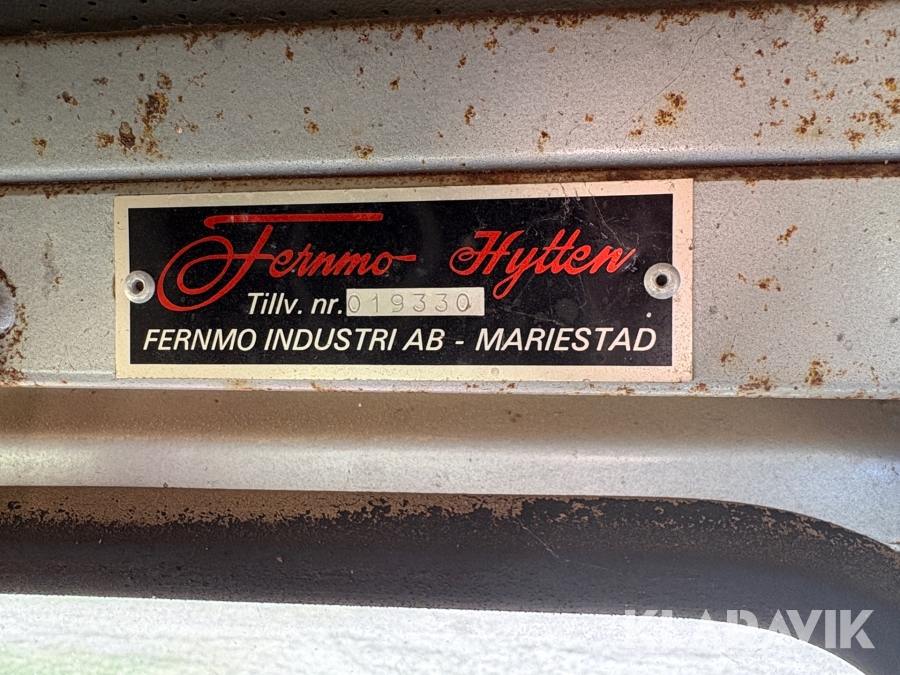 Fernmo Hytten
Tillv. nr. 019330
FERNMO INDUSTRI AB - MARIESTAD
KLARAVIK